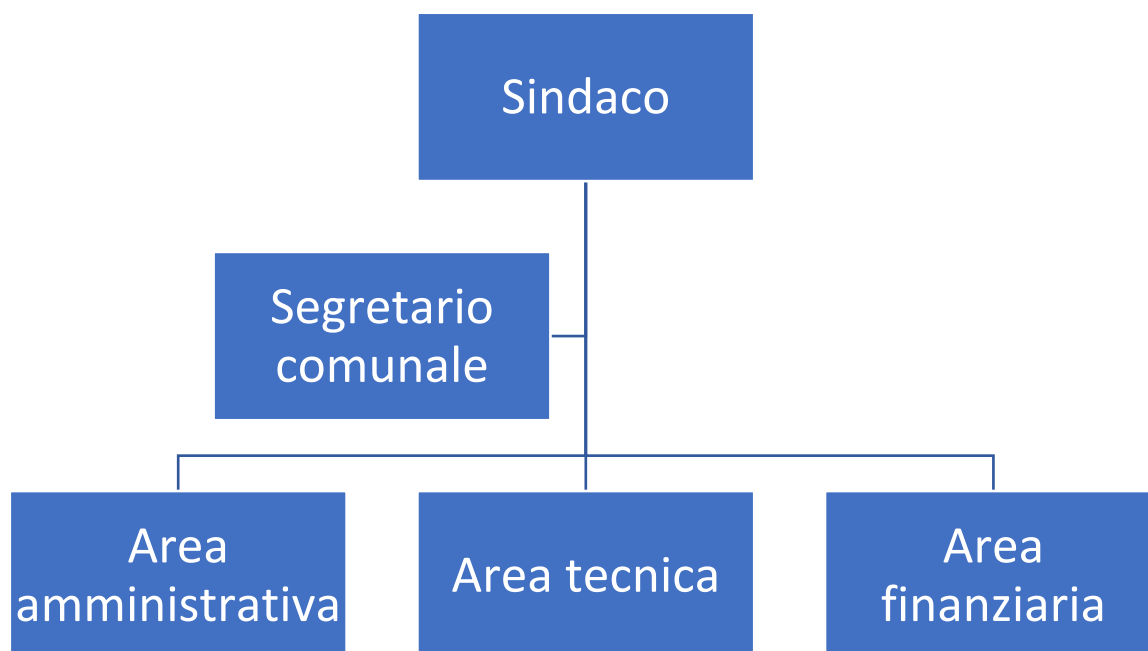 Sindaco
Segretario
comunale
Area
amministrativa
Area tecnica
Area
finanziaria